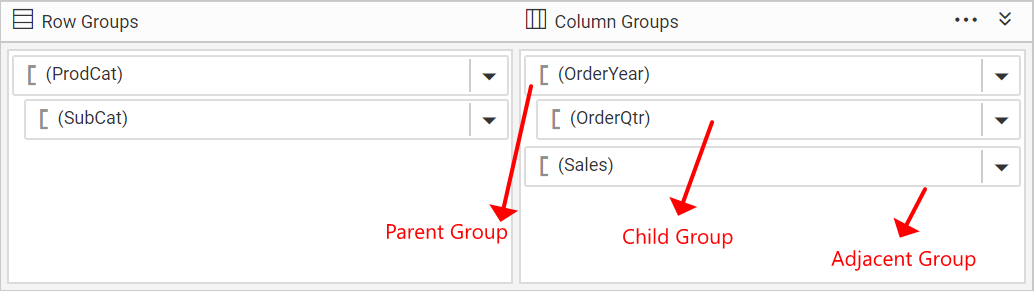 Row Groups
Column Groups
(ProdCat)
(SubCat)
(OrderYear)
(OrderQtr)
(Sales)
Parent Group
Child Group
Adjacent Group